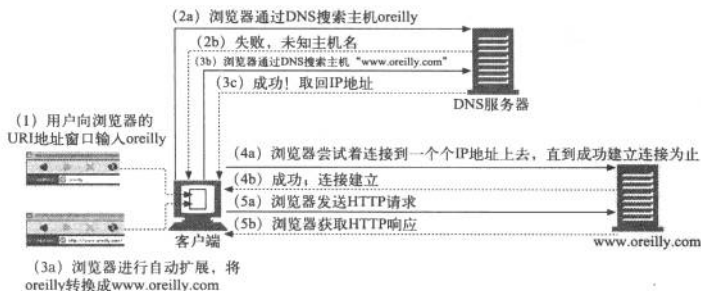 (2a) 浏览器通过DNS搜索主机oreilly
(2b) 失败，未知主机名
(3b) 浏览器通过DNS搜索主机“www.oreilly.com”
(3c) 成功！取回IP地址
DNS服务器
(1) 用户向浏览器的
URI地址窗口输入oreilly
(4a) 浏览器尝试着连接到一个个IP地址上去，直到成功建立连接为止
(4b) 成功：连接建立
(5a) 浏览器发送HTTP请求
(5b) 浏览器获取HTTP响应
客户端
www.oreilly.com
(3a) 浏览器进行自动扩展，将
oreilly转换成www.oreilly.com